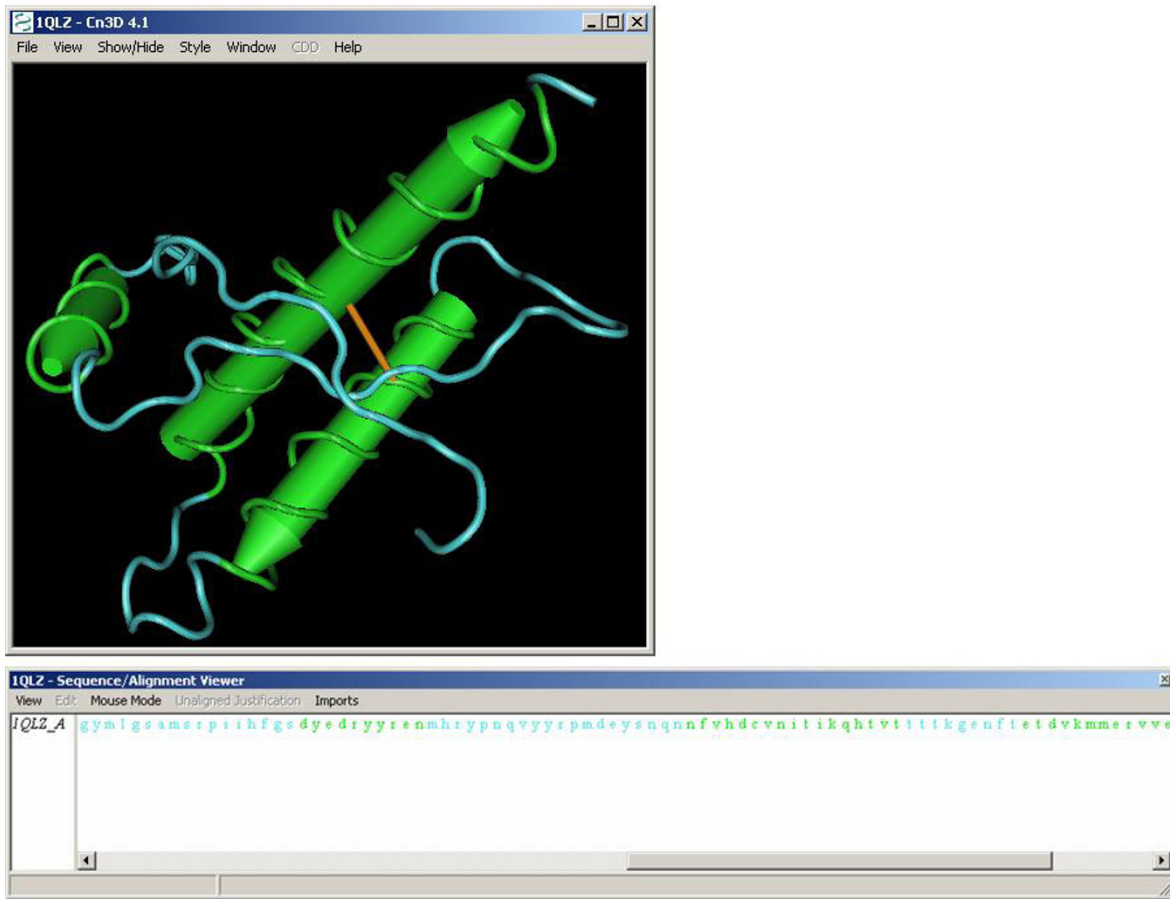 1QLZ - Cn3D 4.1
File View Show/Hide Style Window CDD Help
1QLZ - Sequence/Alignment Viewer
View Edit Mouse Mode Unaligned Justification Imports
1QLZ_A g y m l g s a m s r p i i h f g s d y e d r y y r e n m h r y p n q v y y r p m d e y s n q n n f v h d c v n i t i k q h t v t t t t k g e n f t e t d v k m m e r v v e